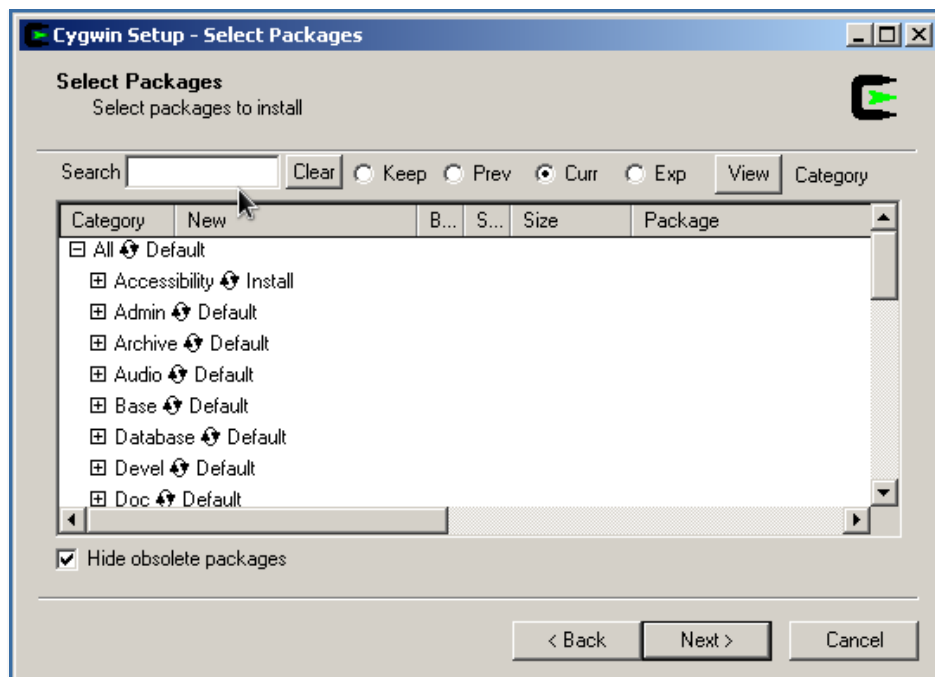 Cygwin Setup - Select Packages
Select Packages
Select packages to install
Search Clear Keep Prev Curr Exp View Category
Category New B... S... Size Package
All Default
Accessibility Install
Admin Default
Archive Default
Audio Default
Base Default
Database Default
Devel Default
Doc Default
Hide obsolete packages
< Back Next > Cancel